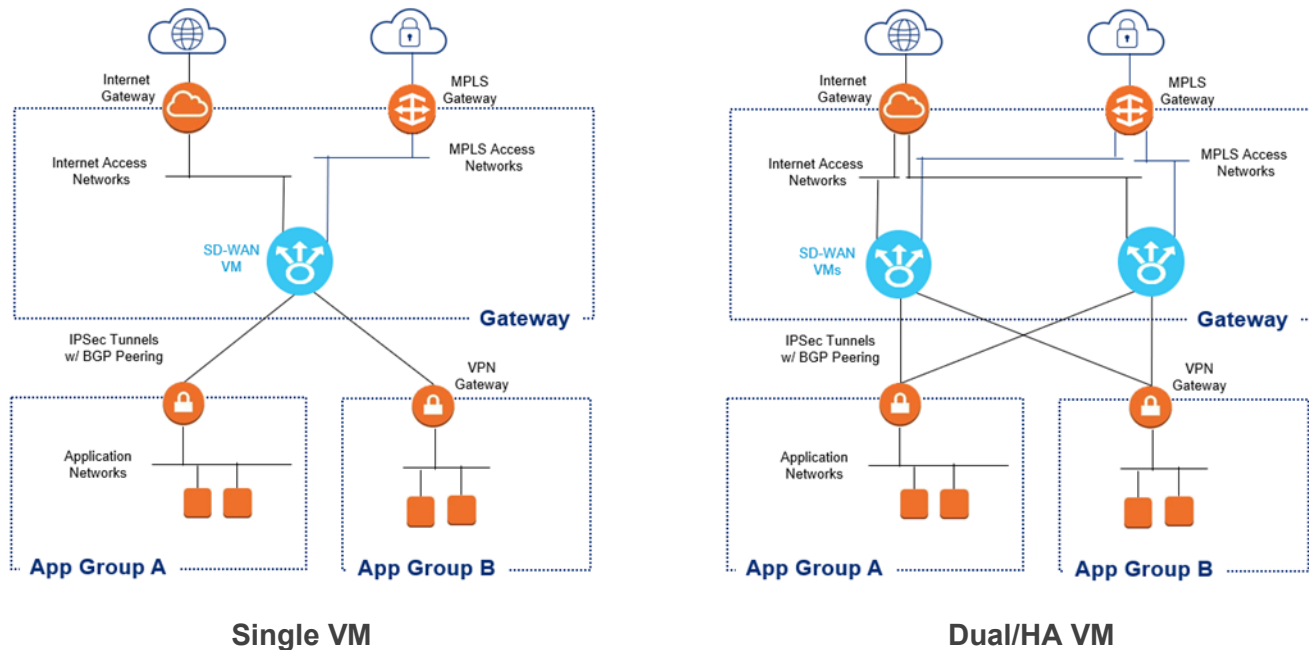 Internet
Gateway
MPLS
Gateway
Internet Access
Networks
MPLS Access
Networks
SD-WAN
VM
Gateway
IPSec Tunnels
w/ BGP Peering
VPN
Gateway
Application
Networks
App Group A
App Group B
Single VM
Internet
Gateway
MPLS
Gateway
Internet Access
Networks
MPLS Access
Networks
SD-WAN
VMs
Gateway
IPSec Tunnels
w/ BGP Peering
VPN
Gateway
Application
Networks
App Group A
App Group B
Dual/HA VM